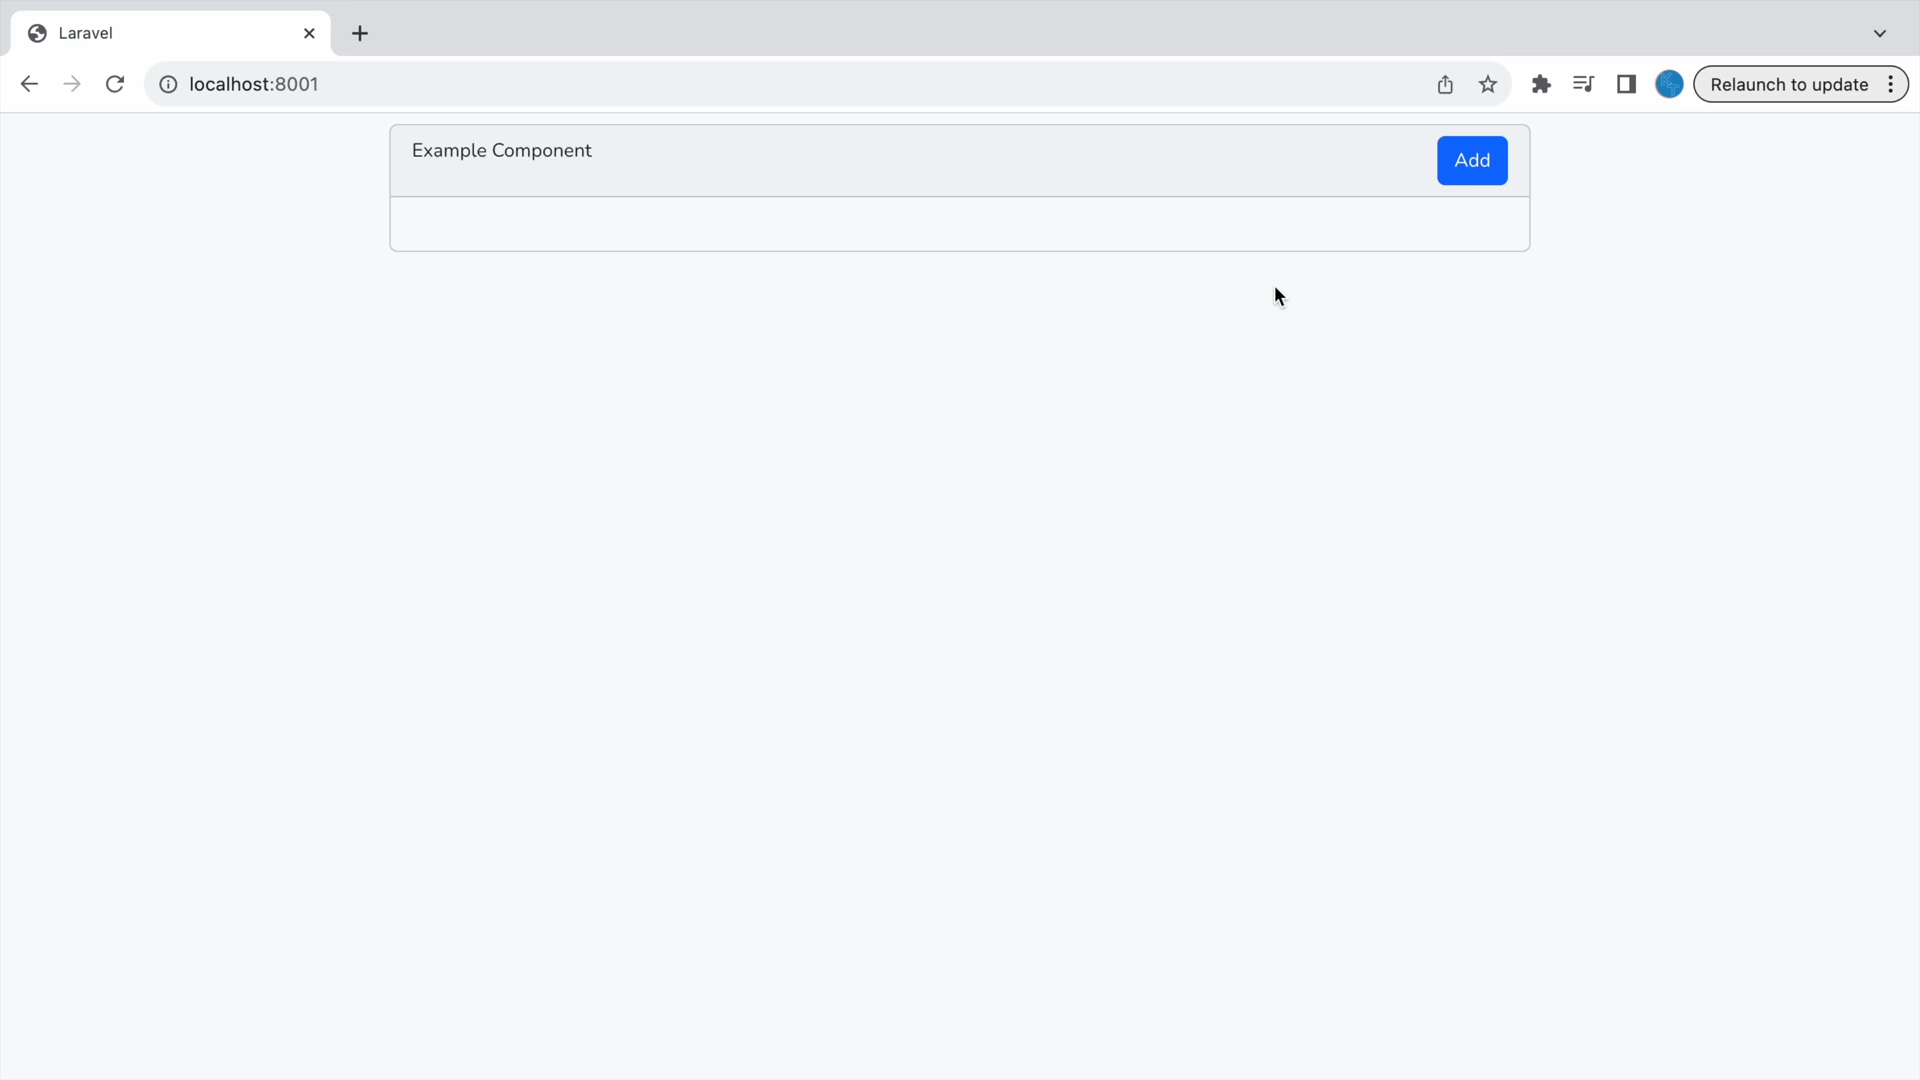 Laravel
localhost:8001
Relaunch to update
Example Component
Add